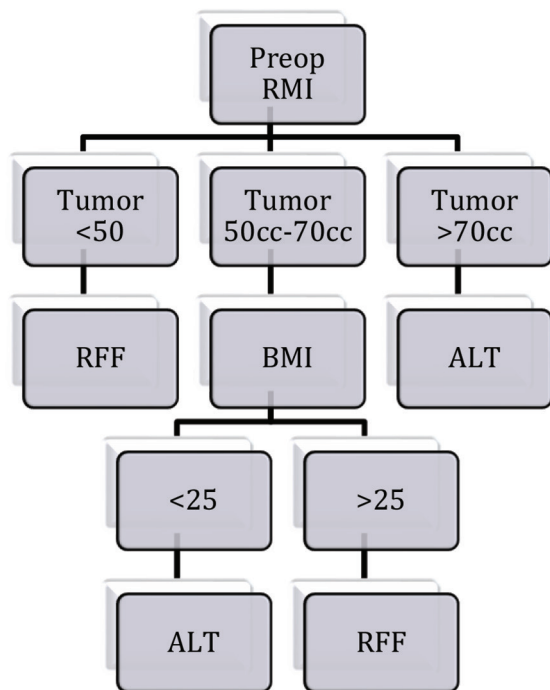 Preop
RMI
Tumor
<50
Tumor
50cc-70cc
Tumor
>70cc
RFF
BMI
ALT
<25
>25
ALT
RFF